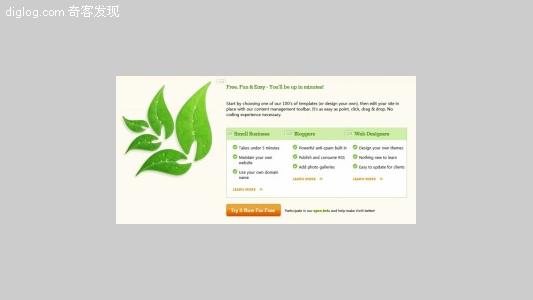 diglog.com 奇客发现
Free, Fun & Easy - You'll be up in minutes!
Start by choosing one of our 100's of templates (or design your own), then edit your site in
place with our content management toolbar. It's as easy as point, click, drag & drop. No
coding experience necessary.
Small Business
Bloggers
Web Designers
Takes under 5 minutes
Maintain your own
website
Use your own domain
name
LEARN MORE
Powerful anti-spam built in
Publish and consume RSS
Add photo galleries
LEARN MORE
Design your own themes
Nothing new to learn
Easy to update for clients
LEARN MORE
Try It Now For Free
Participate in our open beta and help make it better!